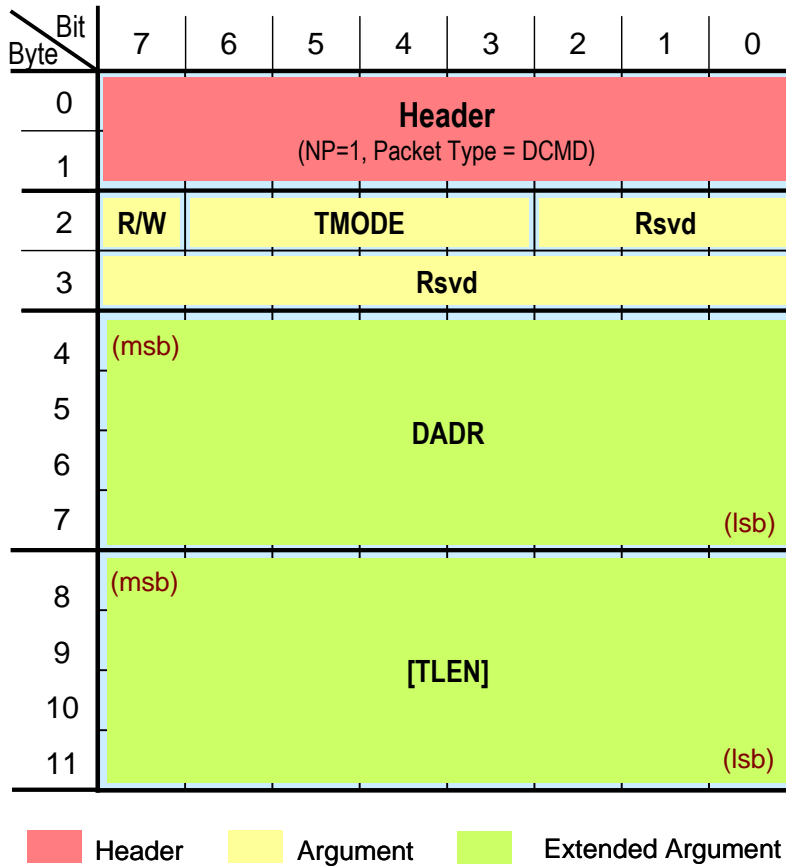 Bit
Byte 7 6 5 4 3 2 1 0
0
Header
(NP=1, Packet Type = DCMD)
1
2 R/W TMODE Rsvd
3 Rsvd
4 (msb)
5
DADR
6
7 (lsb)
8 (msb)
9
[TLEN]
10
11 (lsb)
Header Argument Extended Argument